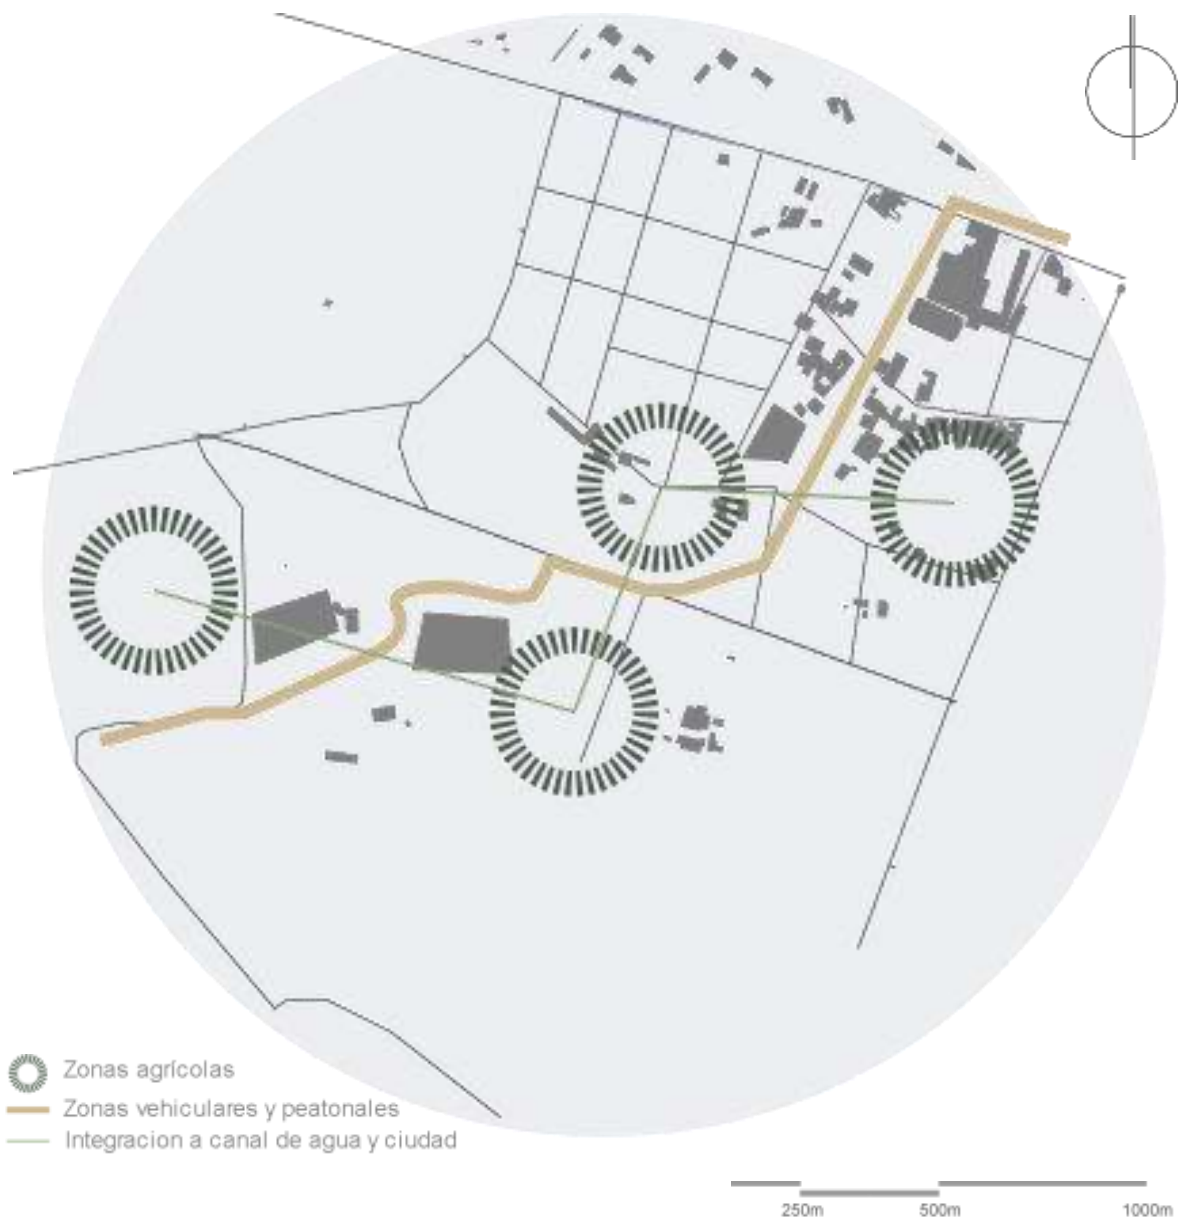 Zonas agrícolas
Zonas vehiculares y peatonales
Integracion a canal de agua y ciudad
250m 500m 1000m